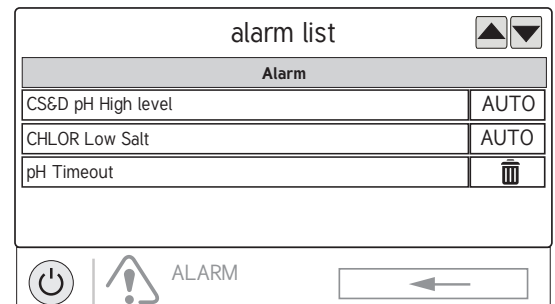 alarm list
Alarm
CS&D pH High level AUTO
CHLOR Low Salt AUTO
pH Timeout
ALARM